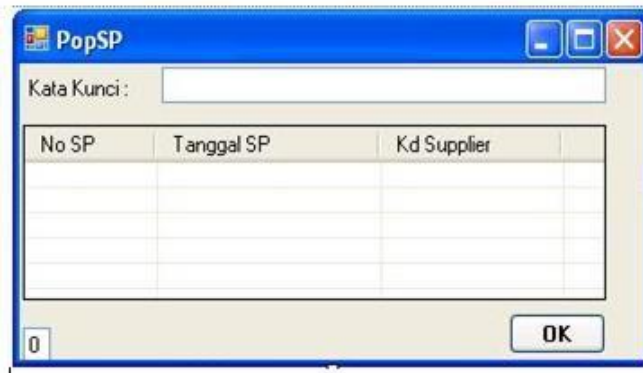 PopSP
Kata Kunci :
No SP Tanggal SP Kd Supplier
0 OK